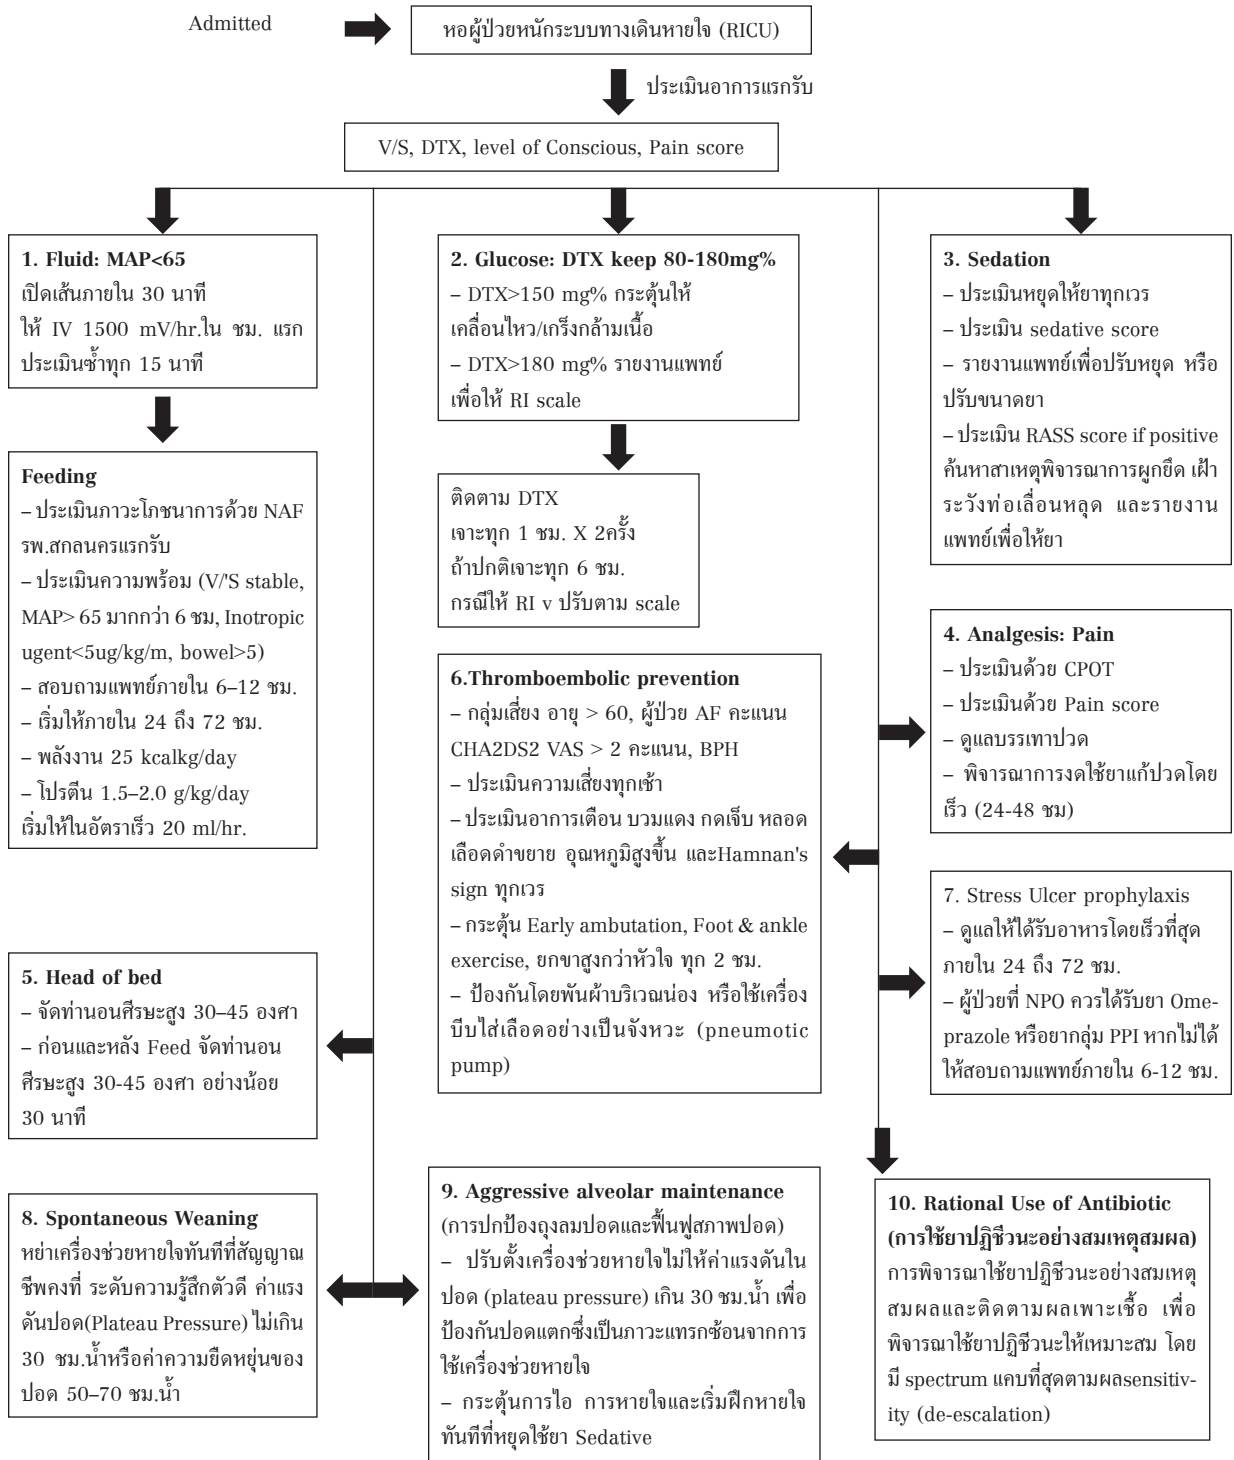 Admitted
หอผู้ป่วยหนักระบบทางเดินหายใจ (RICU)
ประเมินอาการแรกรับ
V/S, DTX, level of Conscious, Pain score
1. Fluid: MAP<65
เปิดเส้นภายใน 30 นาที
ให้ IV 1500 mV/hr.ใน ชม. แรก
ประเมินซ้ำทุก 15 นาที
2. Glucose: DTX keep 80-180mg%
– DTX>150 mg% กระตุ้นให้
เคลื่อนไหว/เกร็งกล้ามเนื้อ
– DTX>180 mg% รายงานแพทย์
เพื่อให้ RI scale
3. Sedation
– ประเมินหยุดให้ยาทุกเวร
– ประเมิน sedative score
– รายงานแพทย์เพื่อปรับหยุด หรือ
ปรับขนาดยา
– ประเมิน RASS score if positive
ค้นหาสาเหตุพิจารณาการผูกยึด เฝ้า
ระวังท่อเลื่อนหลุด และรายงาน
แพทย์เพื่อให้ยา
Feeding
– ประเมินภาวะโภชนาการด้วย NAF
รพ.สกลนครแรกรับ
– ประเมินความพร้อม (V/'S stable,
MAP> 65 มากกว่า 6 ชม, Inotropic
ugent<5ug/kg/m, bowel>5)
– สอบถามแพทย์ภายใน 6–12 ชม.
– เริ่มให้ภายใน 24 ถึง 72 ชม.
– พลังงาน 25 kcalkg/day
– โปรตีน 1.5–2.0 g/kg/day
เริ่มให้ในอัตราเร็ว 20 ml/hr.
ติดตาม DTX
เจาะทุก 1 ชม. X 2ครั้ง
ถ้าปกติเจาะทุก 6 ชม.
กรณีให้ RI v ปรับตาม scale
4. Analgesis: Pain
– ประเมินด้วย CPOT
– ประเมินด้วย Pain score
– ดูแลบรรเทาปวด
– พิจารณาการงดใช้ยาแก้ปวดโดย
เร็ว (24-48 ชม)
6.Thromboembolic prevention
– กลุ่มเสี่ยง อายุ > 60, ผู้ป่วย AF คะแนน
CHA2DS2 VAS > 2 คะแนน, BPH
– ประเมินความเสี่ยงทุกเช้า
– ประเมินอาการเตือน บวมแดง กดเจ็บ หลอด
เลือดดำขยาย อุณหภูมิสูงขึ้น และHamnan's
sign ทุกเวร
– กระตุ้น Early ambutation, Foot & ankle
exercise, ยกขาสูงกว่าหัวใจ ทุก 2 ชม.
– ป้องกันโดยพันผ้าบริเวณน่อง หรือใช้เครื่อง
บีบไส่เลือดอย่างเป็นจังหวะ (pneumotic
pump)
5. Head of bed
– จัดท่านอนศีรษะสูง 30–45 องศา
– ก่อนและหลัง Feed จัดท่านอน
ศีรษะสูง 30-45 องศา อย่างน้อย
30 นาที
7. Stress Ulcer prophylaxis
– ดูแลให้ได้รับอาหารโดยเร็วที่สุด
ภายใน 24 ถึง 72 ชม.
– ผู้ป่วยที่ NPO ควรได้รับยา Ome-
prazole หรือยากลุ่ม PPI หากไม่ได้
ให้สอบถามแพทย์ภายใน 6-12 ชม.
8. Spontaneous Weaning
หย่าเครื่องช่วยหายใจทันทีที่สัญญาณ
ชีพคงที่ ระดับความรู้สึกตัวดี ค่าแรง
ดันปอด(Plateau Pressure) ไม่เกิน
30 ซม.น้ำหรือค่าความยืดหยุ่นของ
ปอด 50–70 ซม.น้ำ
9. Aggressive alveolar maintenance
(การปกป้องถุงลมปอดและฟื้นฟูสภาพปอด)
– ปรับตั้งเครื่องช่วยหายใจไม่ให้ค่าแรงดันใน
ปอด (plateau pressure) เกิน 30 ซม.น้ำ เพื่อ
ป้องกันปอดแตกซึ่งเป็นภาวะแทรกซ้อนจากการ
ใช้เครื่องช่วยหายใจ
– กระตุ้นการไอ การหายใจและเริ่มฝึกหายใจ
ทันทีที่หยุดใช้ยา Sedative
10. Rational Use of Antibiotic
(การใช้ยาปฏิชีวนะอย่างสมเหตุสมผล)
การพิจารณาใช้ยาปฏิชีวนะอย่างสมเหตุ
สมผลและติดตามผลเพาะเชื้อ เพื่อ
พิจารณาใช้ยาปฏิชีวนะให้เหมาะสม โดย
มี spectrum แคบที่สุดตามผลsensitiv-
ity (de-escalation)